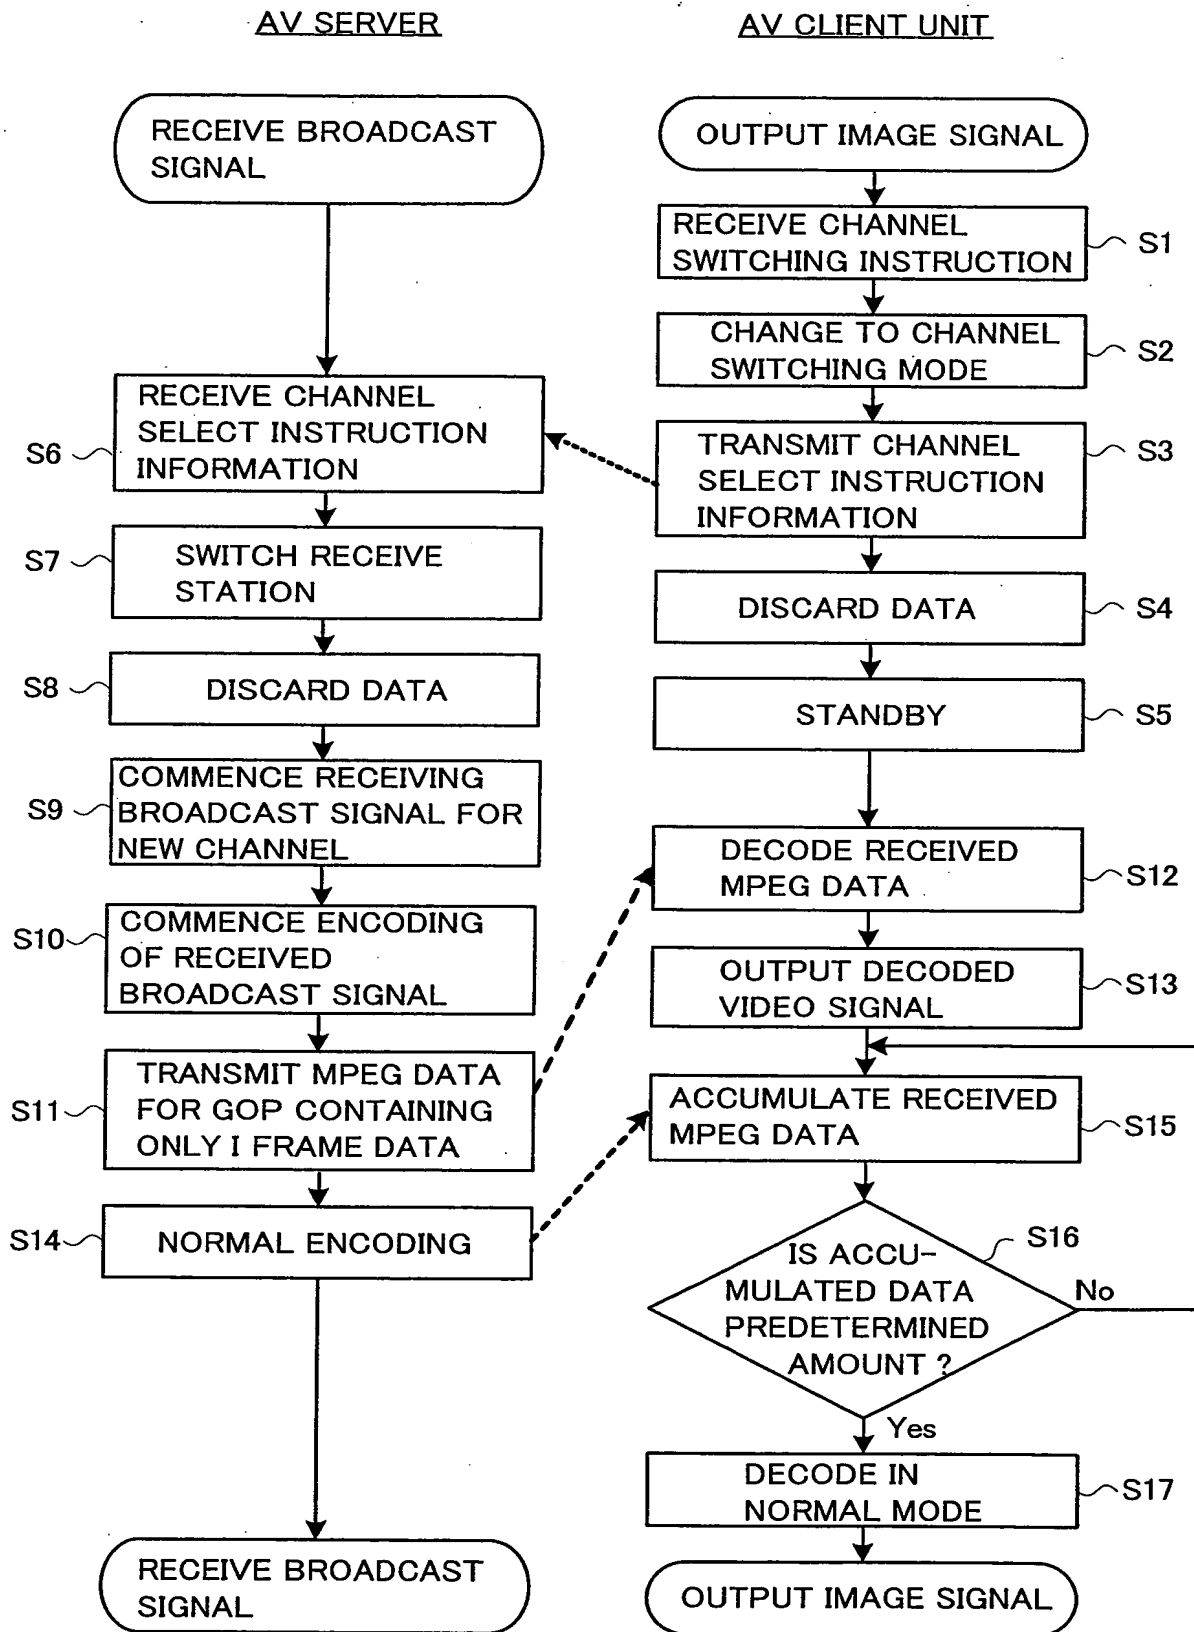 AV SERVER
AV CLIENT UNIT
RECEIVE BROADCAST
SIGNAL
OUTPUT IMAGE SIGNAL
RECEIVE CHANNEL
SWITCHING INSTRUCTION
S1
CHANGE TO CHANNEL
SWITCHING MODE
S2
RECEIVE CHANNEL
SELECT INSTRUCTION
INFORMATION
S6
TRANSMIT CHANNEL
SELECT INSTRUCTION
INFORMATION
S3
S7
SWITCH RECEIVE
STATION
DISCARD DATA
S4
S8
DISCARD DATA
STANDBY
S5
S9
COMMENCE RECEIVING
BROADCAST SIGNAL FOR
NEW CHANNEL
DECODE RECEIVED
MPEG DATA
S12
S10
COMMENCE ENCODING
OF RECEIVED
BROADCAST SIGNAL
OUTPUT DECODED
VIDEO SIGNAL
S13
S11
TRANSMIT MPEG DATA
FOR GOP CONTAINING
ONLY I FRAME DATA
ACCUMULATE RECEIVED
MPEG DATA
S15
S14
NORMAL ENCODING
S16
IS ACCU-
MULATED DATA
PREDETERMINED
AMOUNT ?
No
Yes
DECODE IN
NORMAL MODE
S17
RECEIVE BROADCAST
SIGNAL
OUTPUT IMAGE SIGNAL